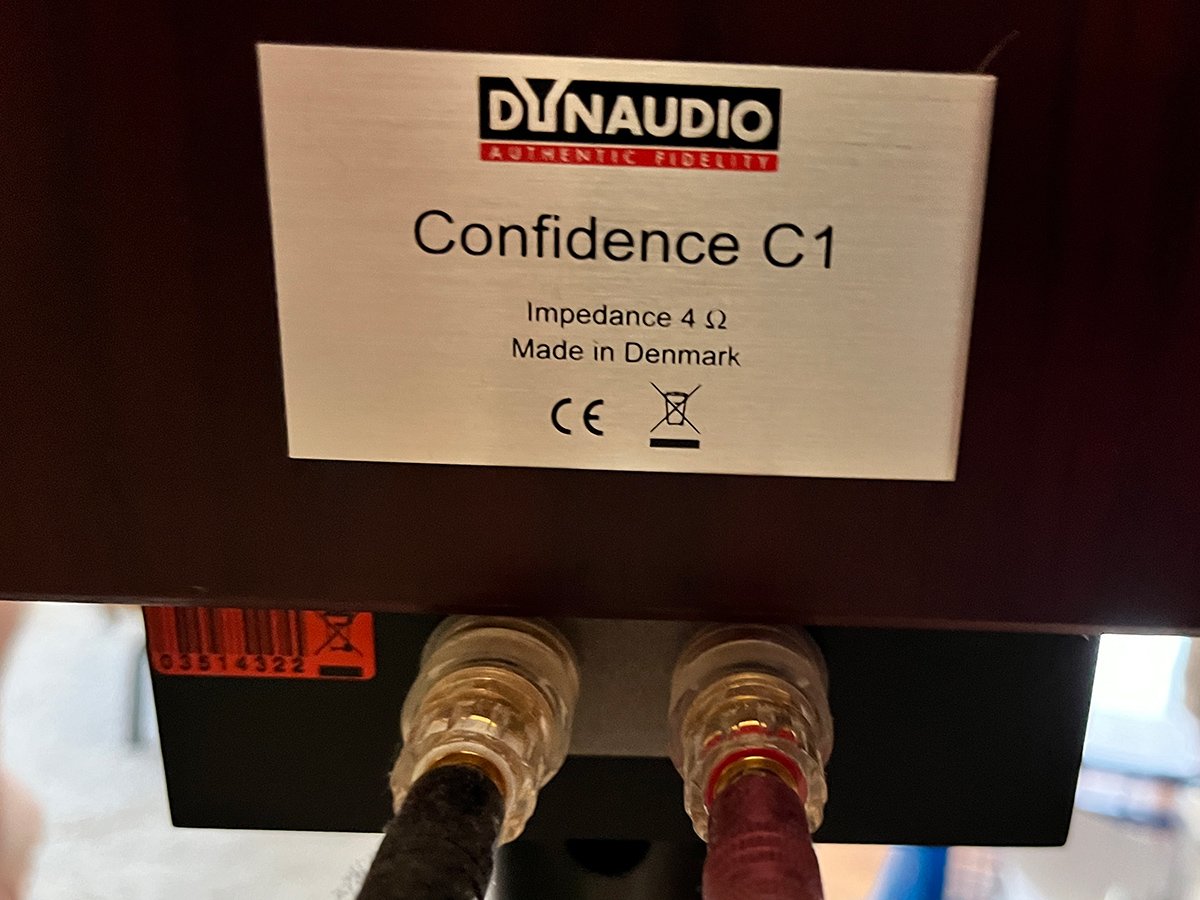 DYNAUDIO
AUTHENTIC FIDELITY
Confidence C1
Impedance 4 Ω
Made in Denmark
CE
03514322